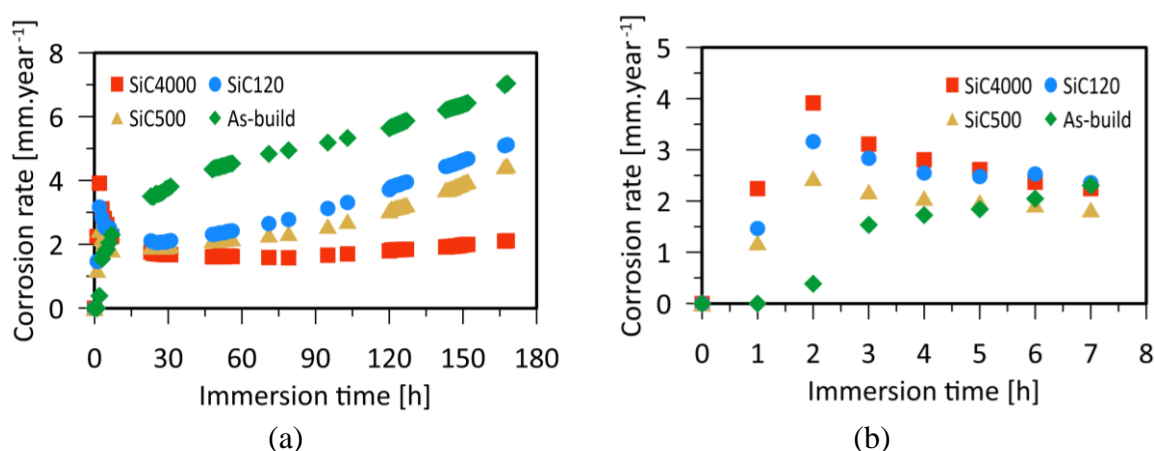 Corrosion rate [mm.year⁻¹]
8
6
4
2
0
SiC4000 SiC120
SiC500 As-build
0 30 60 90 120 150 180
Immersion time [h]
(a)
Corrosion rate [mm.year⁻¹]
5
4
3
2
1
0
SiC4000 SiC120
SiC500 As-build
0 1 2 3 4 5 6 7 8
Immersion time [h]
(b)